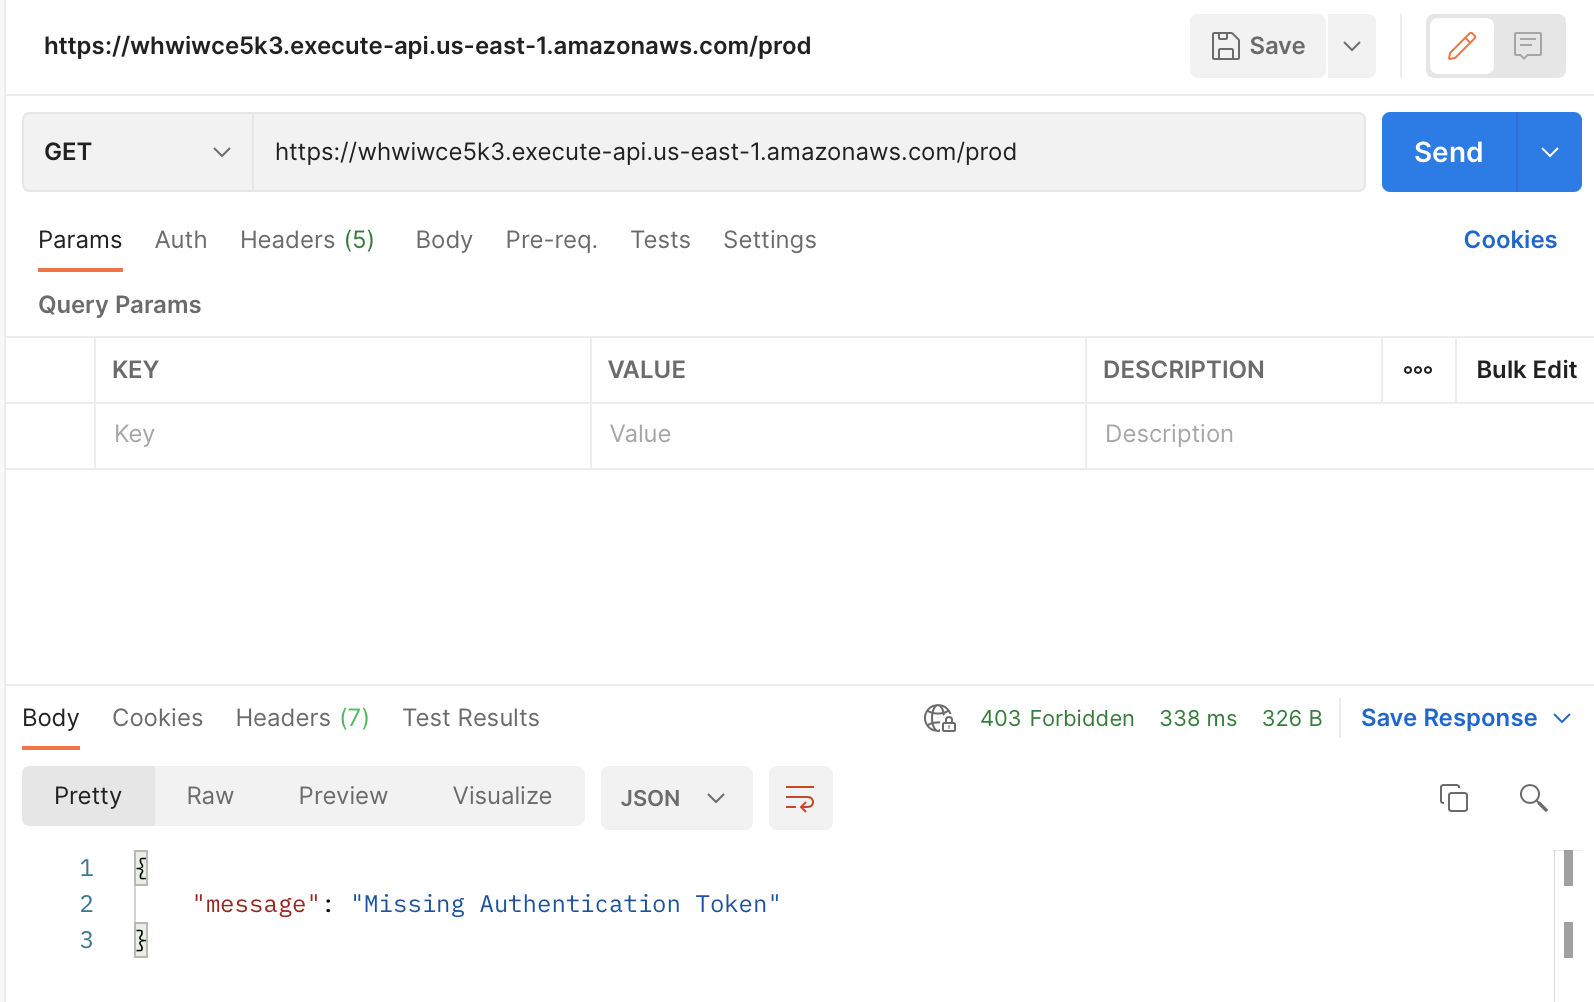 https://whwiwce5k3.execute-api.us-east-1.amazonaws.com/prod
Save
GET
https://whwiwce5k3.execute-api.us-east-1.amazonaws.com/prod
Send
Params Auth Headers (5) Body Pre-req. Tests Settings Cookies
Query Params
KEY VALUE DESCRIPTION Bulk Edit
Key Value Description
Body Cookies Headers (7) Test Results 403 Forbidden 338 ms 326 B Save Response
Pretty Raw Preview Visualize JSON
1 {
2 "message": "Missing Authentication Token"
3 }